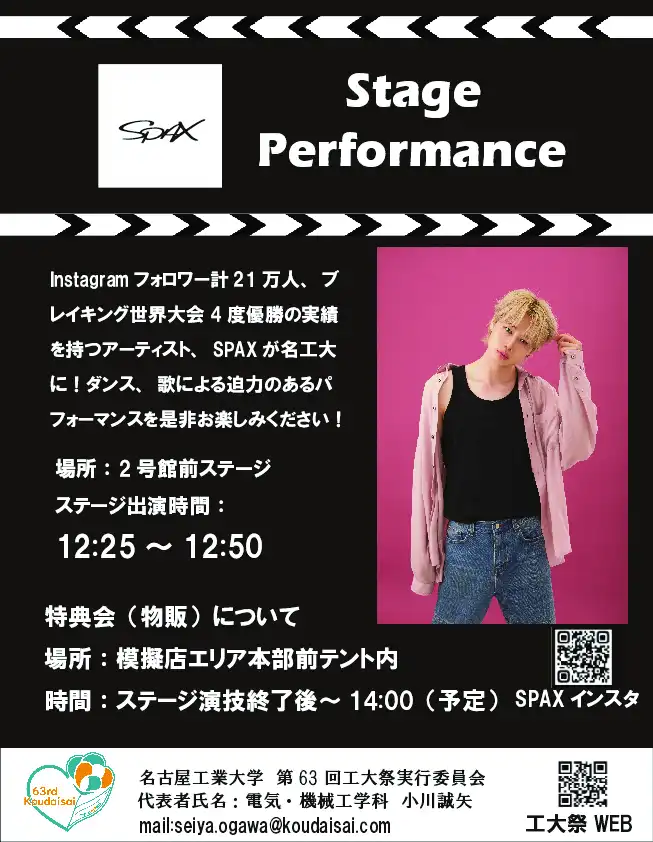 SPAX
Stage
Performance
Instagram フォロワー計 21 万人、ブ
レイキング世界大会 4 度優勝の実績
を持つアーティスト、 SPAX が名工大
に！ダンス、歌による迫力のあるパ
フォーマンスを是非お楽しみください！
場所：2 号館前ステージ
ステージ出演時間：
12:25 ～ 12:50
特典会（物販）について
場所：模擬店エリア本部前テント内
時間：ステージ演技終了後～ 14:00（予定）
SPAX インスタ
63rd
Koudaisai
名古屋工業大学 第 63 回工大祭実行委員会
代表者氏名：電気・機械工学科 小川誠矢
mail:seiya.ogawa@koudaisai.com
工大祭 WEB